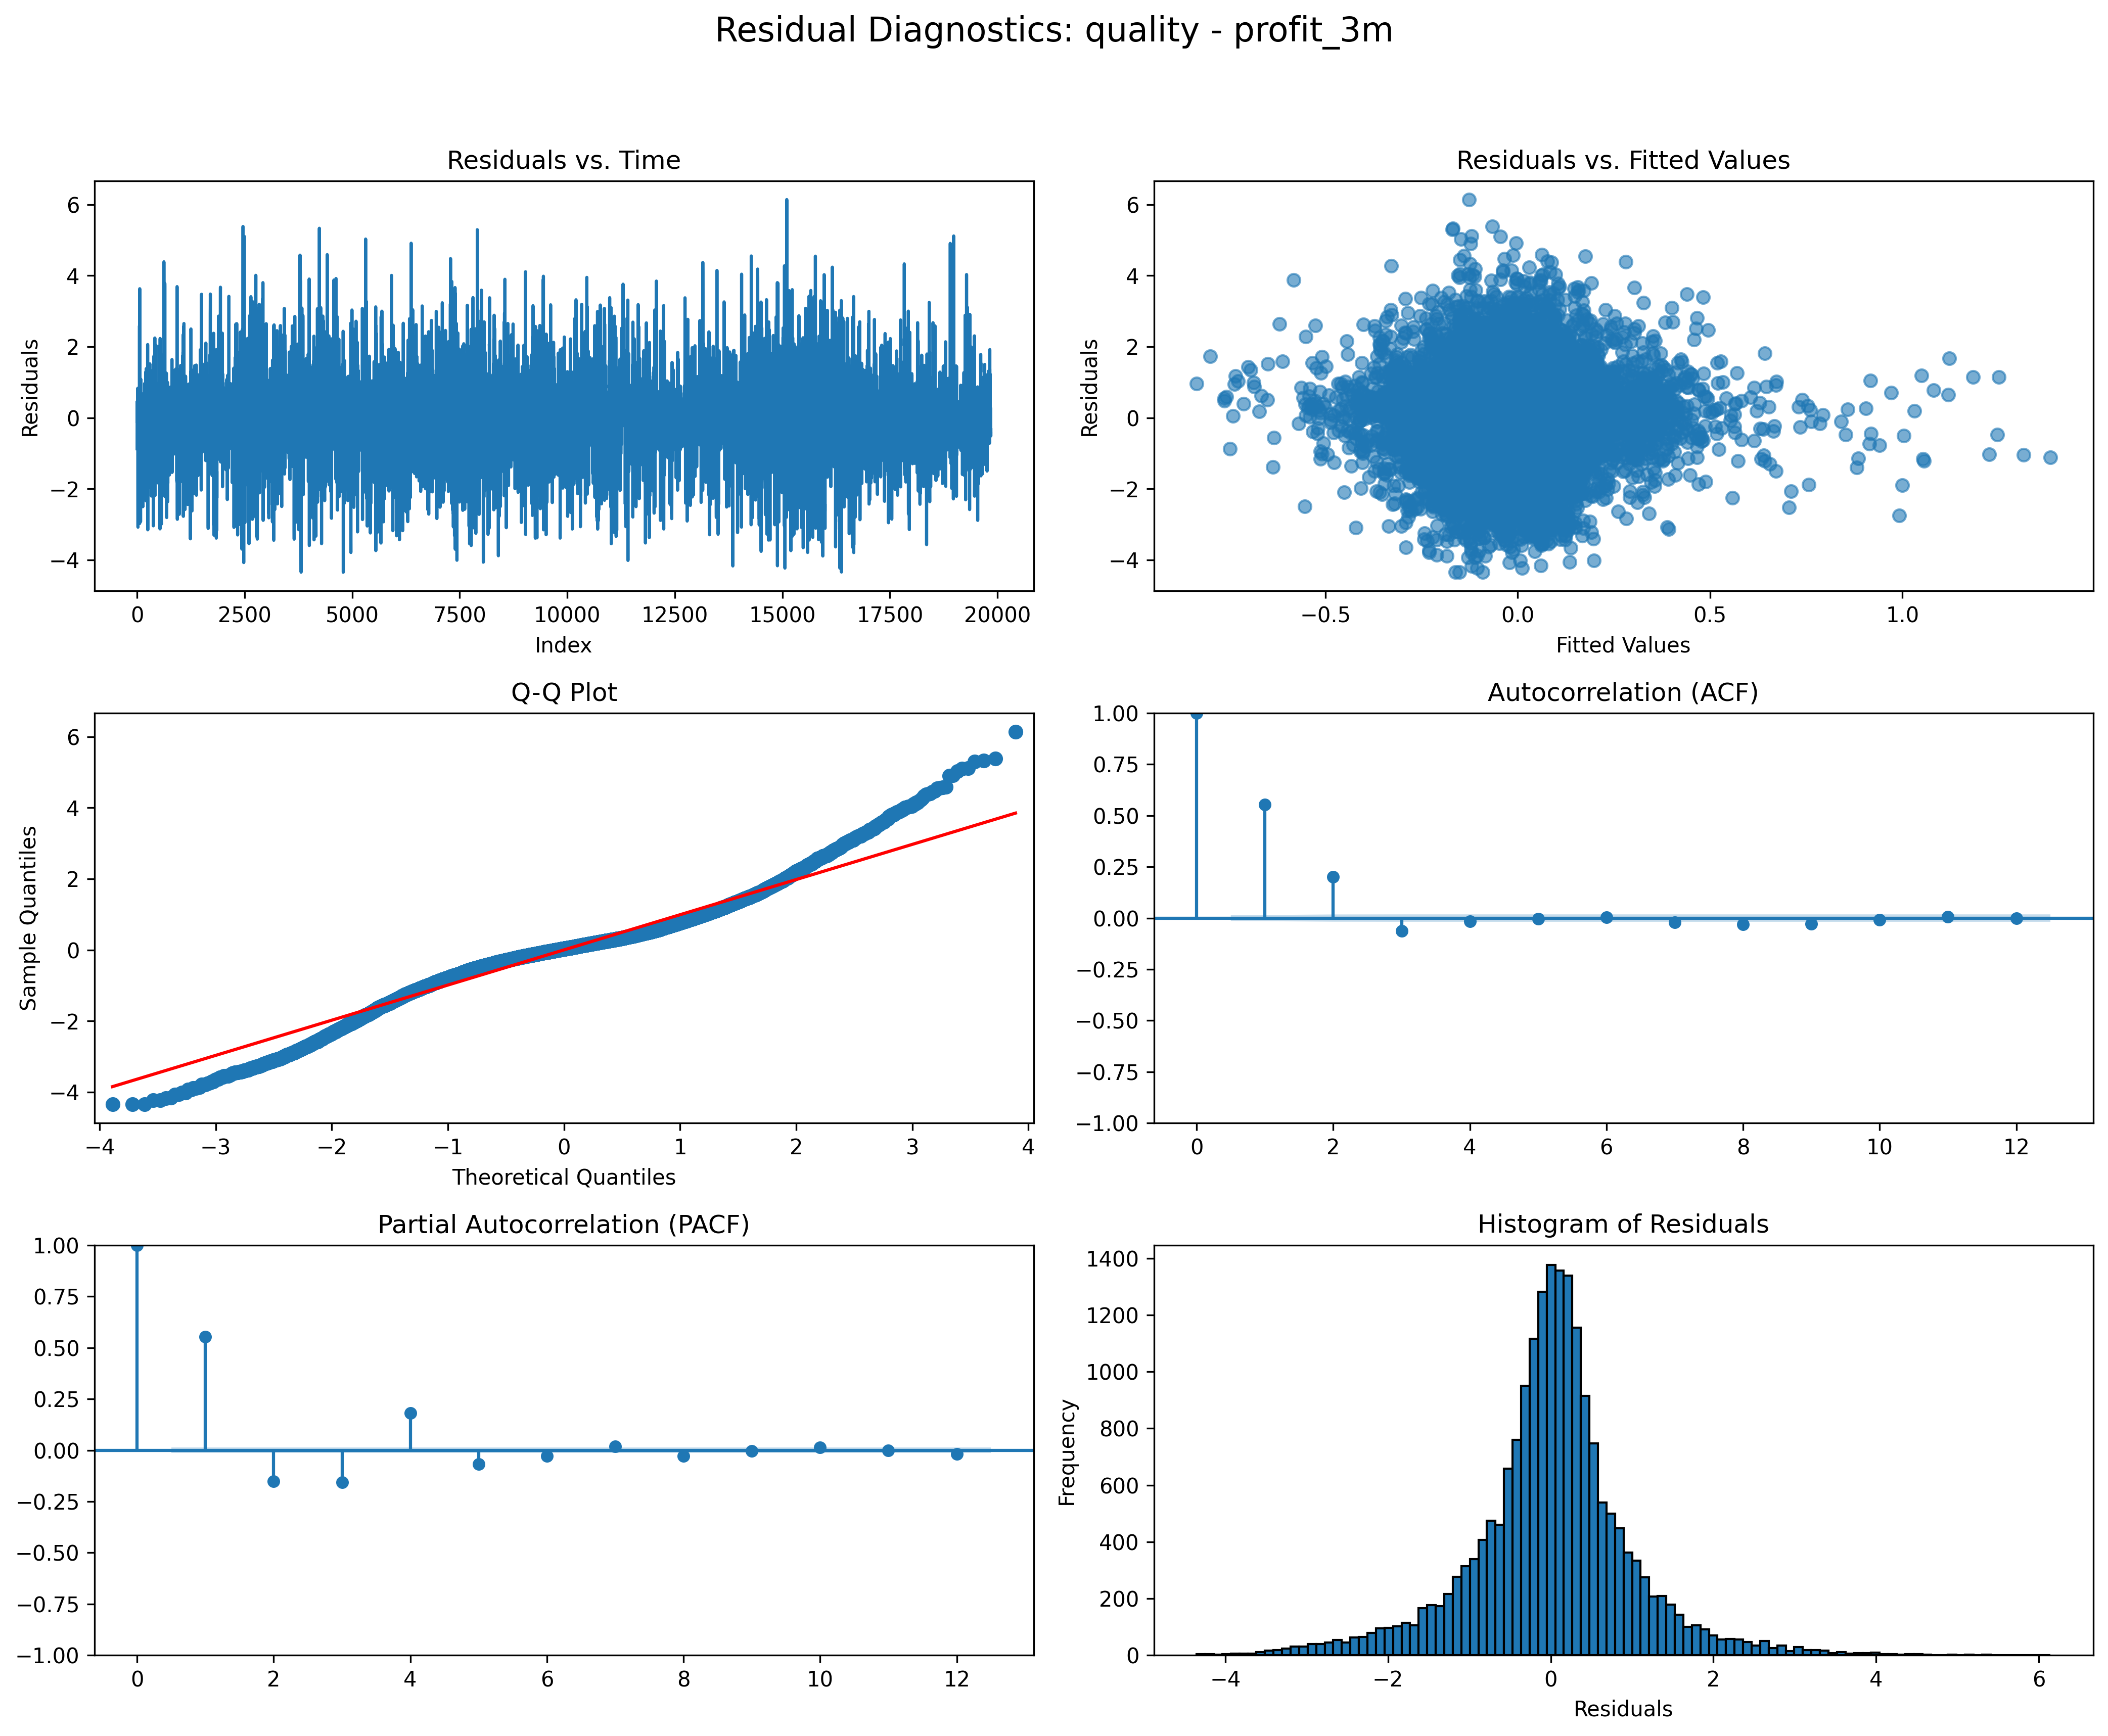 Residual Diagnostics: quality - profit_3m
Residuals vs. Time
Residuals
6
4
2
0
−2
−4
0 2500 5000 7500 10000 12500 15000 17500 20000
Index
Residuals vs. Fitted Values
Residuals
6
4
2
0
−2
−4
−0.5 0.0 0.5 1.0
Fitted Values
Q-Q Plot
Sample Quantiles
6
4
2
0
−2
−4
−4 −3 −2 −1 0 1 2 3 4
Theoretical Quantiles
Autocorrelation (ACF)
1.00
0.75
0.50
0.25
0.00
−0.25
−0.50
−0.75
−1.00
0 2 4 6 8 10 12
Partial Autocorrelation (PACF)
1.00
0.75
0.50
0.25
0.00
−0.25
−0.50
−0.75
−1.00
0 2 4 6 8 10 12
Histogram of Residuals
Frequency
1400
1200
1000
800
600
400
200
0
−4 −2 0 2 4 6
Residuals